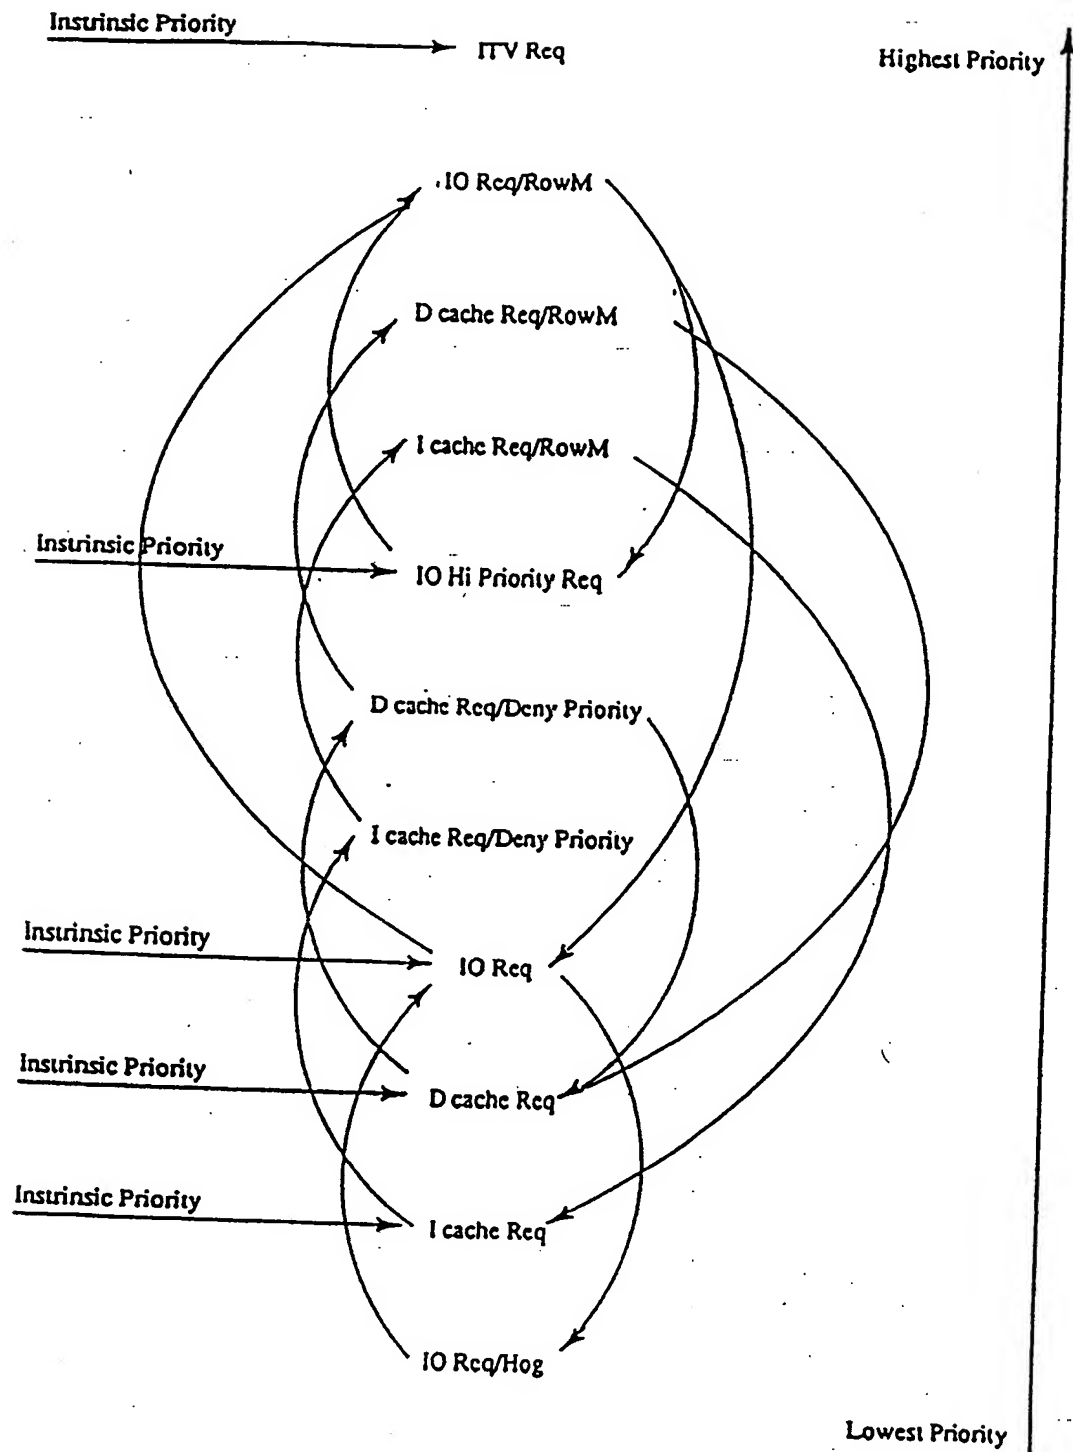 Instrinsic Priority
ITV Req
Highest Priority
IO Req/RowM
D cache Req/RowM
I cache Req/RowM
Instrinsic Priority
IO Hi Priority Req
D cache Req/Deny Priority
I cache Req/Deny Priority
Instrinsic Priority
IO Req
Instrinsic Priority
D cache Req
Instrinsic Priority
I cache Req
IO Req/Hog
Lowest Priority